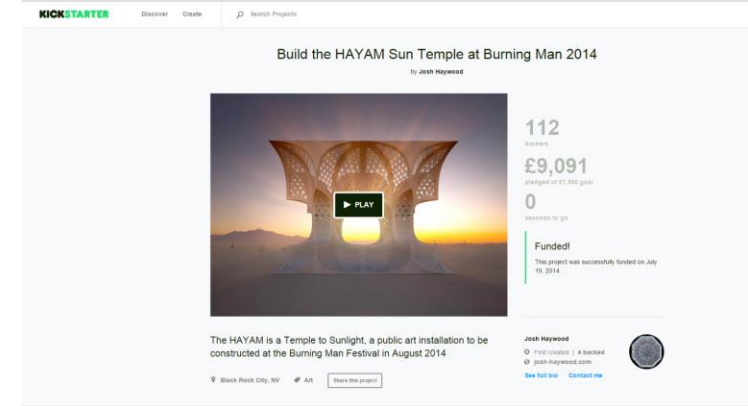 KICKSTARTER Discover Create Search Projects
Build the HAYAM Sun Temple at Burning Man 2014
by Josh Haywood
PLAY
112
backers
£9,091
pledged of £7,900 goal
0
seconds to go
Funded!
This project was successfully funded on July
19, 2014.
The HAYAM is a Temple to Sunlight, a public art installation to be
constructed at the Burning Man Festival in August 2014
Black Rock City, NV Art Share this project
Josh Haywood
First created | 4 backed
josh-haywood.com
See full bio Contact me